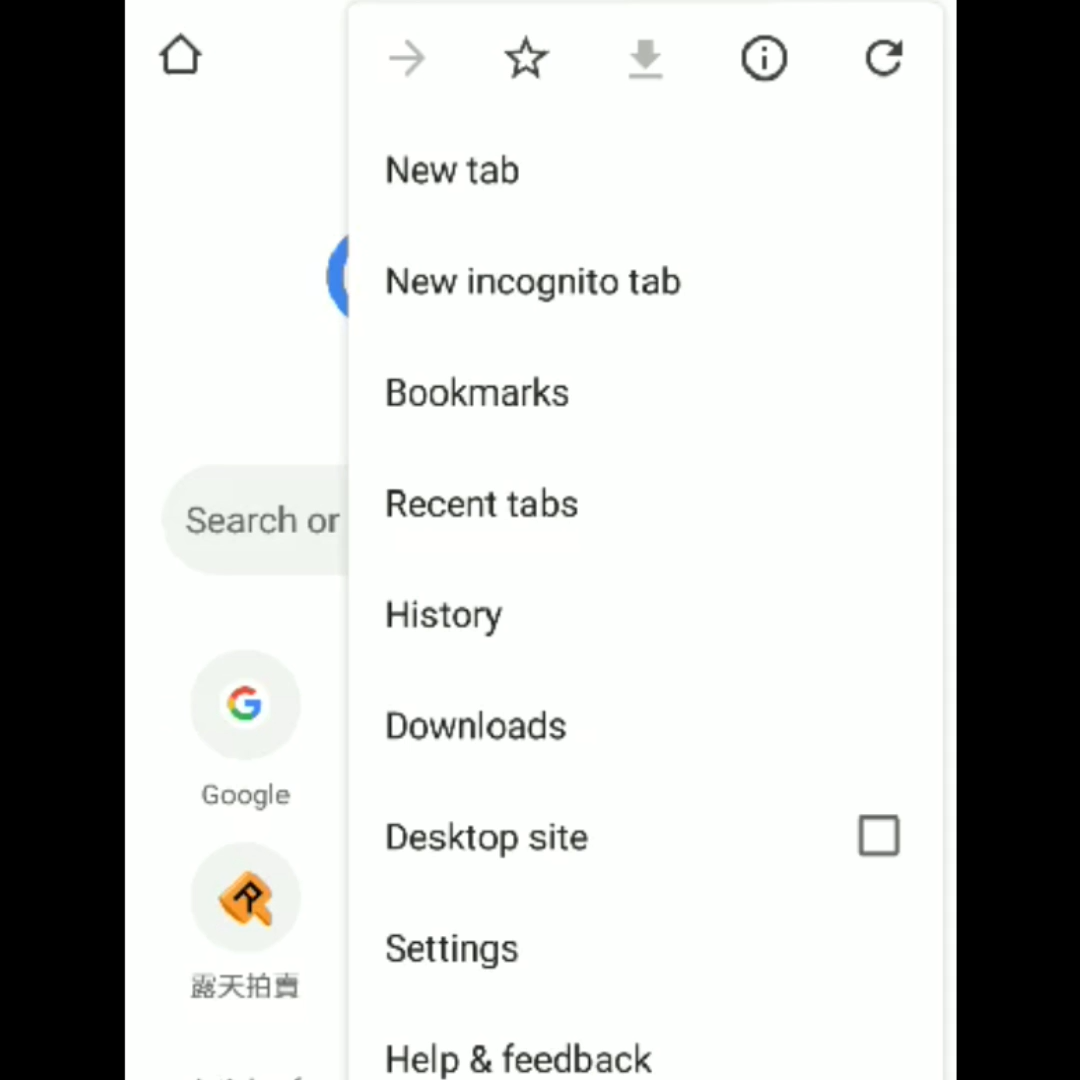 New tab
New incognito tab
Bookmarks
Recent tabs
Search or
History
Downloads
Google
Desktop site
Settings
露天拍賣
Help & feedback